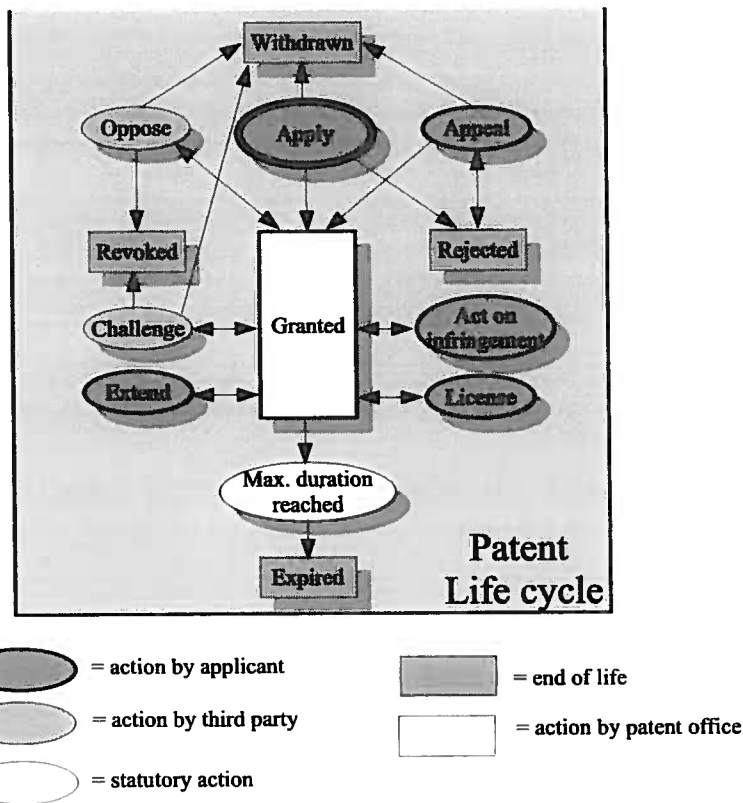 Withdrawn
Oppose
Apply
Appeal
Revoked
Rejected
Challenge
Granted
Act on
infringement
Extend
License
Max. duration
reached
Expired
Patent
Life cycle
= action by applicant
= end of life
= action by third party
= action by patent office
= statutory action